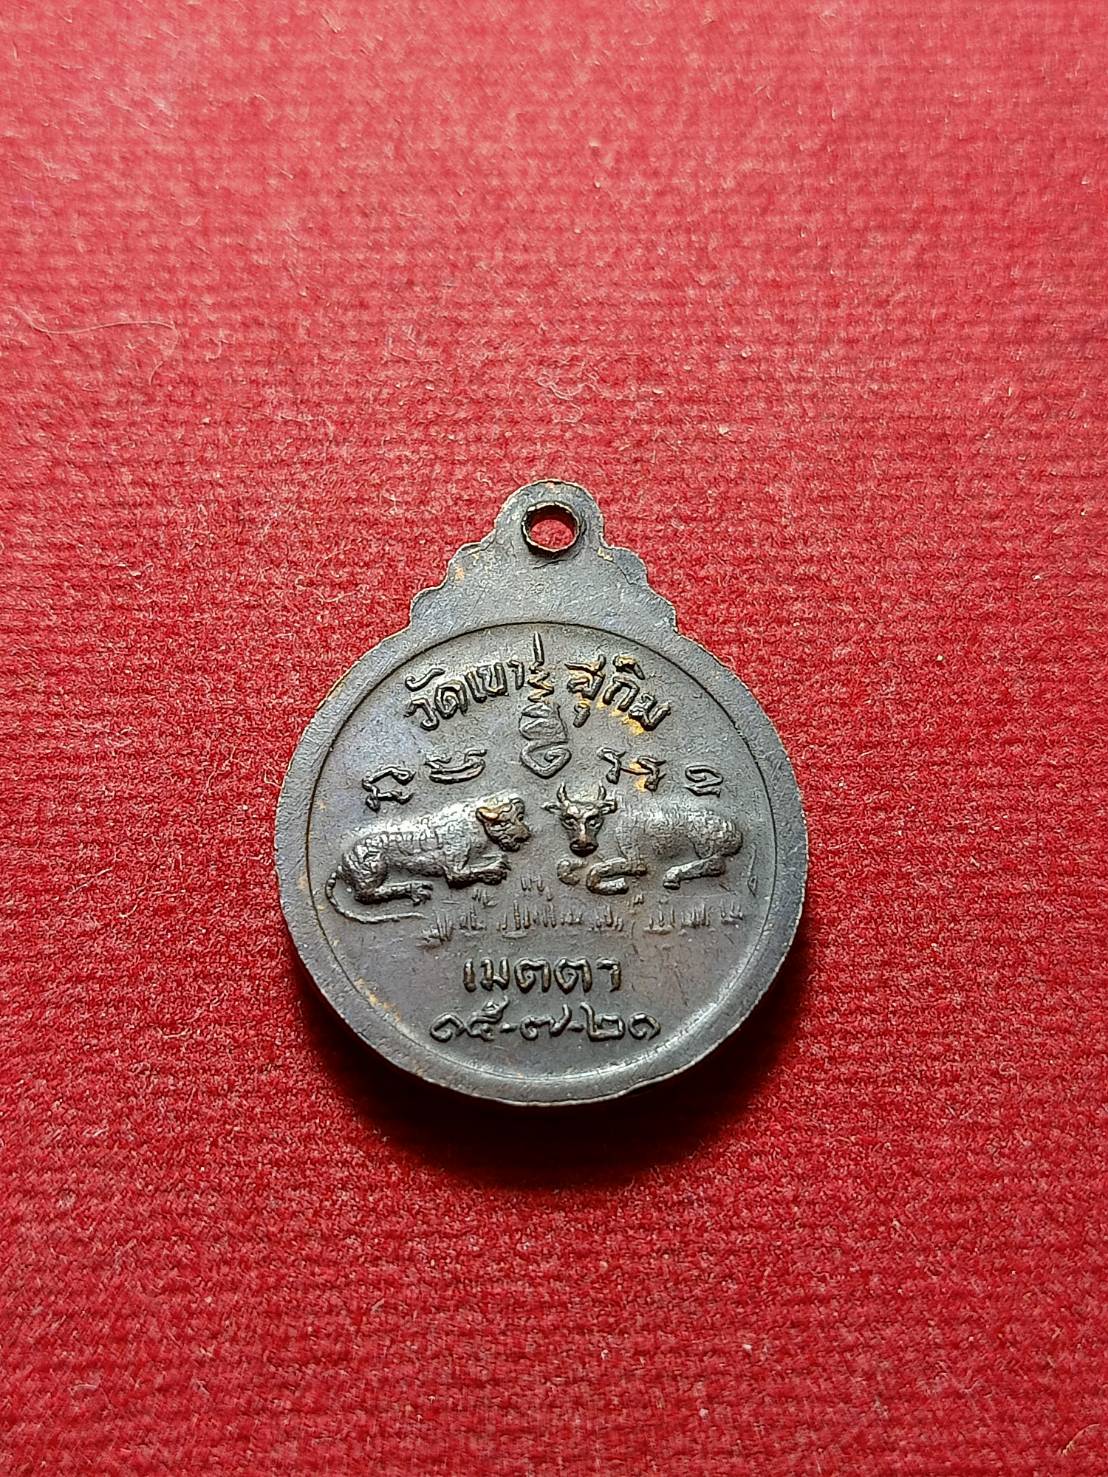 วัดเขา สุกิม
เมตตา
๑๕-๗-๒๑